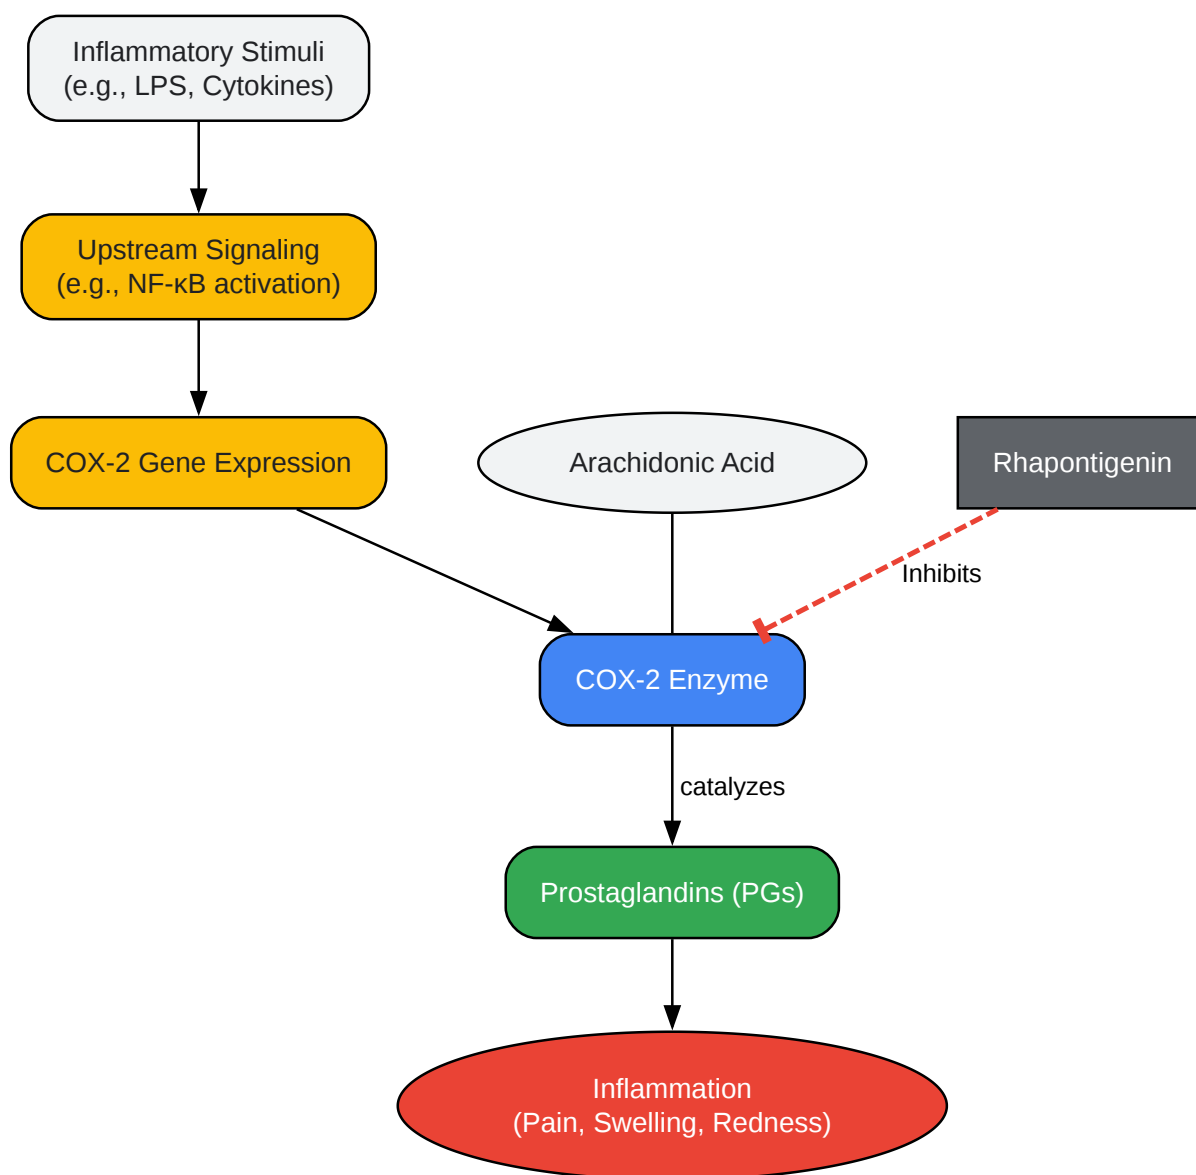 Inflammatory Stimuli
(e.g., LPS, Cytokines)
Upstream Signaling
(e.g., NF-κB activation)
COX-2 Gene Expression
Arachidonic Acid
Rhapontigenin
Inhibits
COX-2 Enzyme
catalyzes
Prostaglandins (PGs)
Inflammation
(Pain, Swelling, Redness)